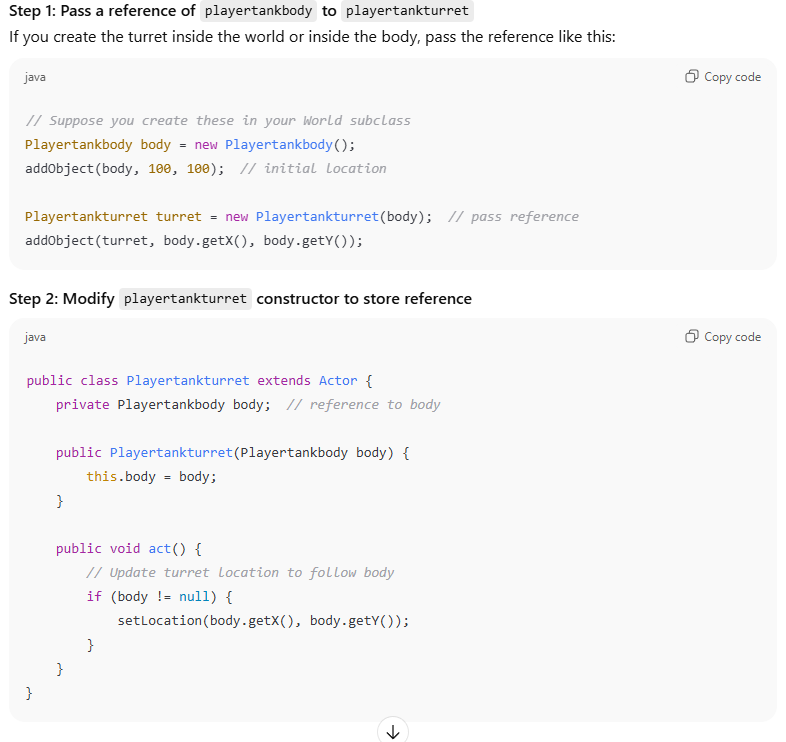 Step 1: Pass a reference of playertankbody to playertankturret
If you create the turret inside the world or inside the body, pass the reference like this:
java
Copy code
// Suppose you create these in your World subclass
Playertankbody body = new Playertankbody();
addObject(body, 100, 100);  // initial location

Playertankturret turret = new Playertankturret(body);  // pass reference
addObject(turret, body.getX(), body.getY());
Step 2: Modify playertankturret constructor to store reference
java
Copy code
public class Playertankturret extends Actor {
    private Playertankbody body;  // reference to body

    public Playertankturret(Playertankbody body) {
        this.body = body;
    }

    public void act() {
        // Update turret location to follow body
        if (body != null) {
            setLocation(body.getX(), body.getY());
        }
    }
}